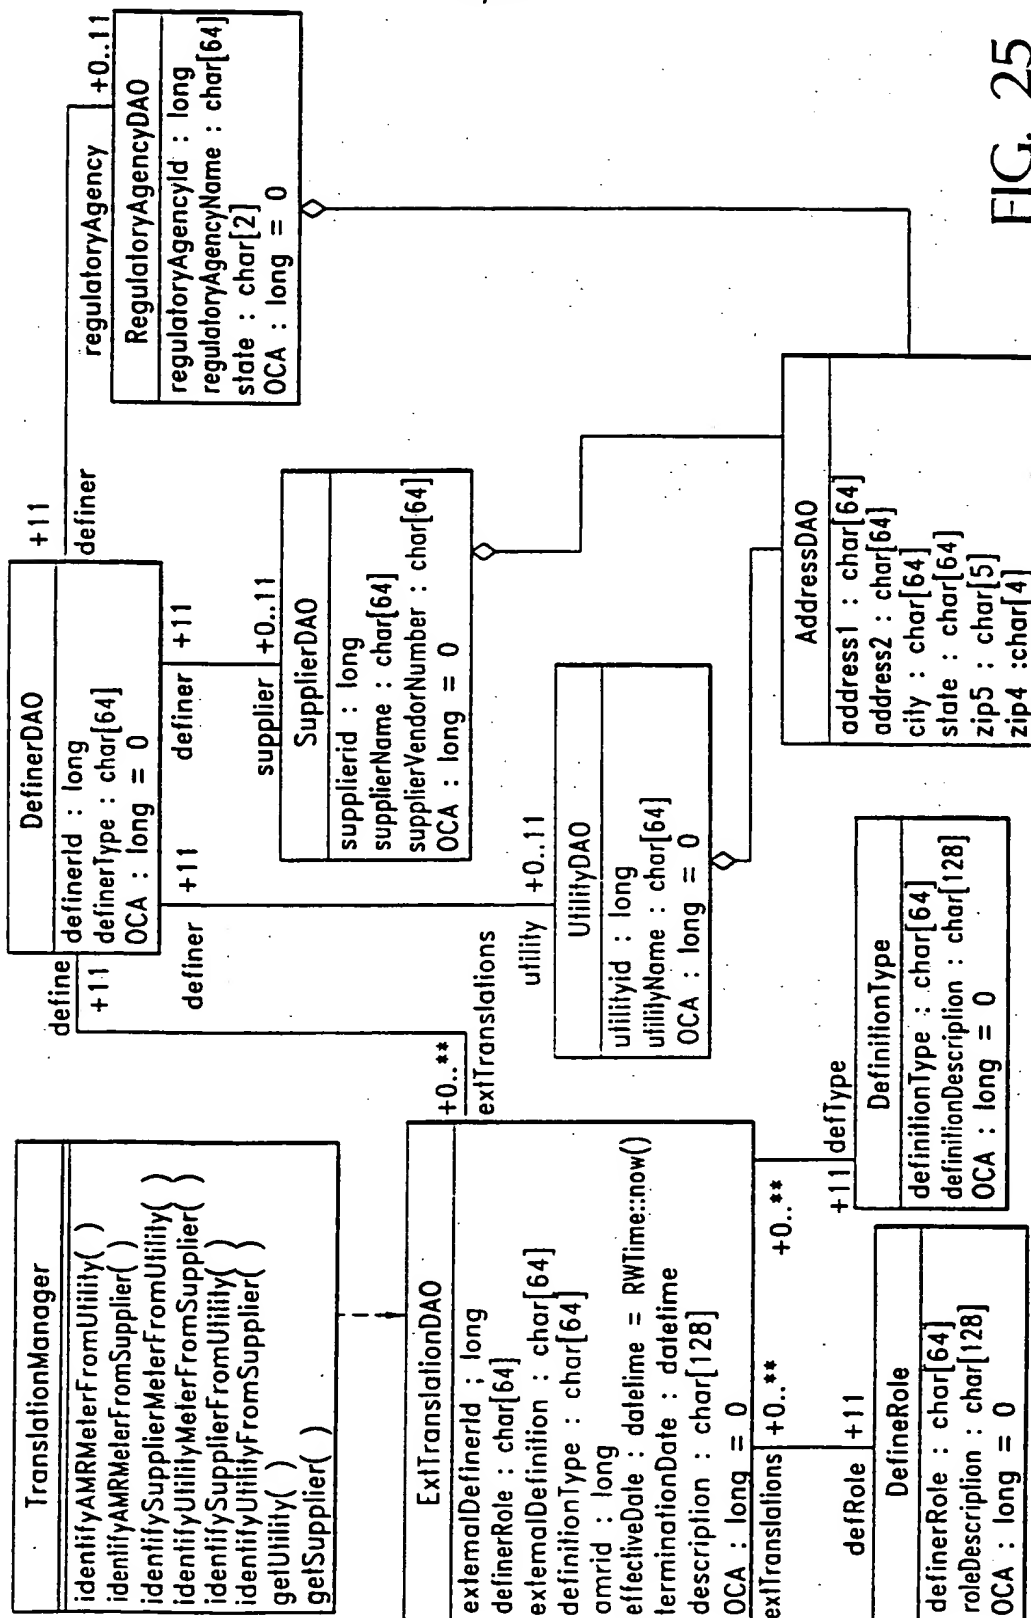 TranslationManager
identifyAMRMeterFromUtility( )
identifyAMRMeterFromSupplier( )
identifySupplierMeterFromUtility( )
identifyUtilityMeterFromSupplier( )
identifySupplierFromUtility( )
identifyUtilityFromSupplier( )
getUtility( )
getSupplier( )
DefinerDAO
definerId : long
definerType : char[64]
OCA : long = 0
define
+11
definer
+11
definer
+11
+11
definer
regulatoryAgency
+0..11
RegulatoryAgencyDAO
regulatoryAgencyId : long
regulatoryAgencyName : char[64]
state : char[2]
OCA : long = 0
supplier
+0..11
SupplierDAO
supplierid : long
supplierName : char[64]
supplierVendorNumber : char[64]
OCA : long = 0
utility
+0..11
UtilityDAO
utilityid : long
utilityName : char[64]
OCA : long = 0
+0..**
extTranslations
ExtTranslationDAO
externalDefinerId : long
definerRole : char[64]
externalDefinition : char[64]
definitionType : char[64]
amrid : long
effectiveDate : datetime = RWTime::now()
terminationDate : datetime
description : char[128]
OCA : long = 0
extTranslations
+0..**
+0..**
defRole
+11
+11
defType
DefineRole
definerRole : char[64]
roleDescription : char[128]
OCA : long = 0
DefinitionType
definitionType : char[64]
definitionDescription : char[128]
OCA : long = 0
AddressDAO
address1 : char[64]
address2 : char[64]
city : char[64]
state : char[64]
zip5 : char[5]
zip4 :char[4]
FIG. 25